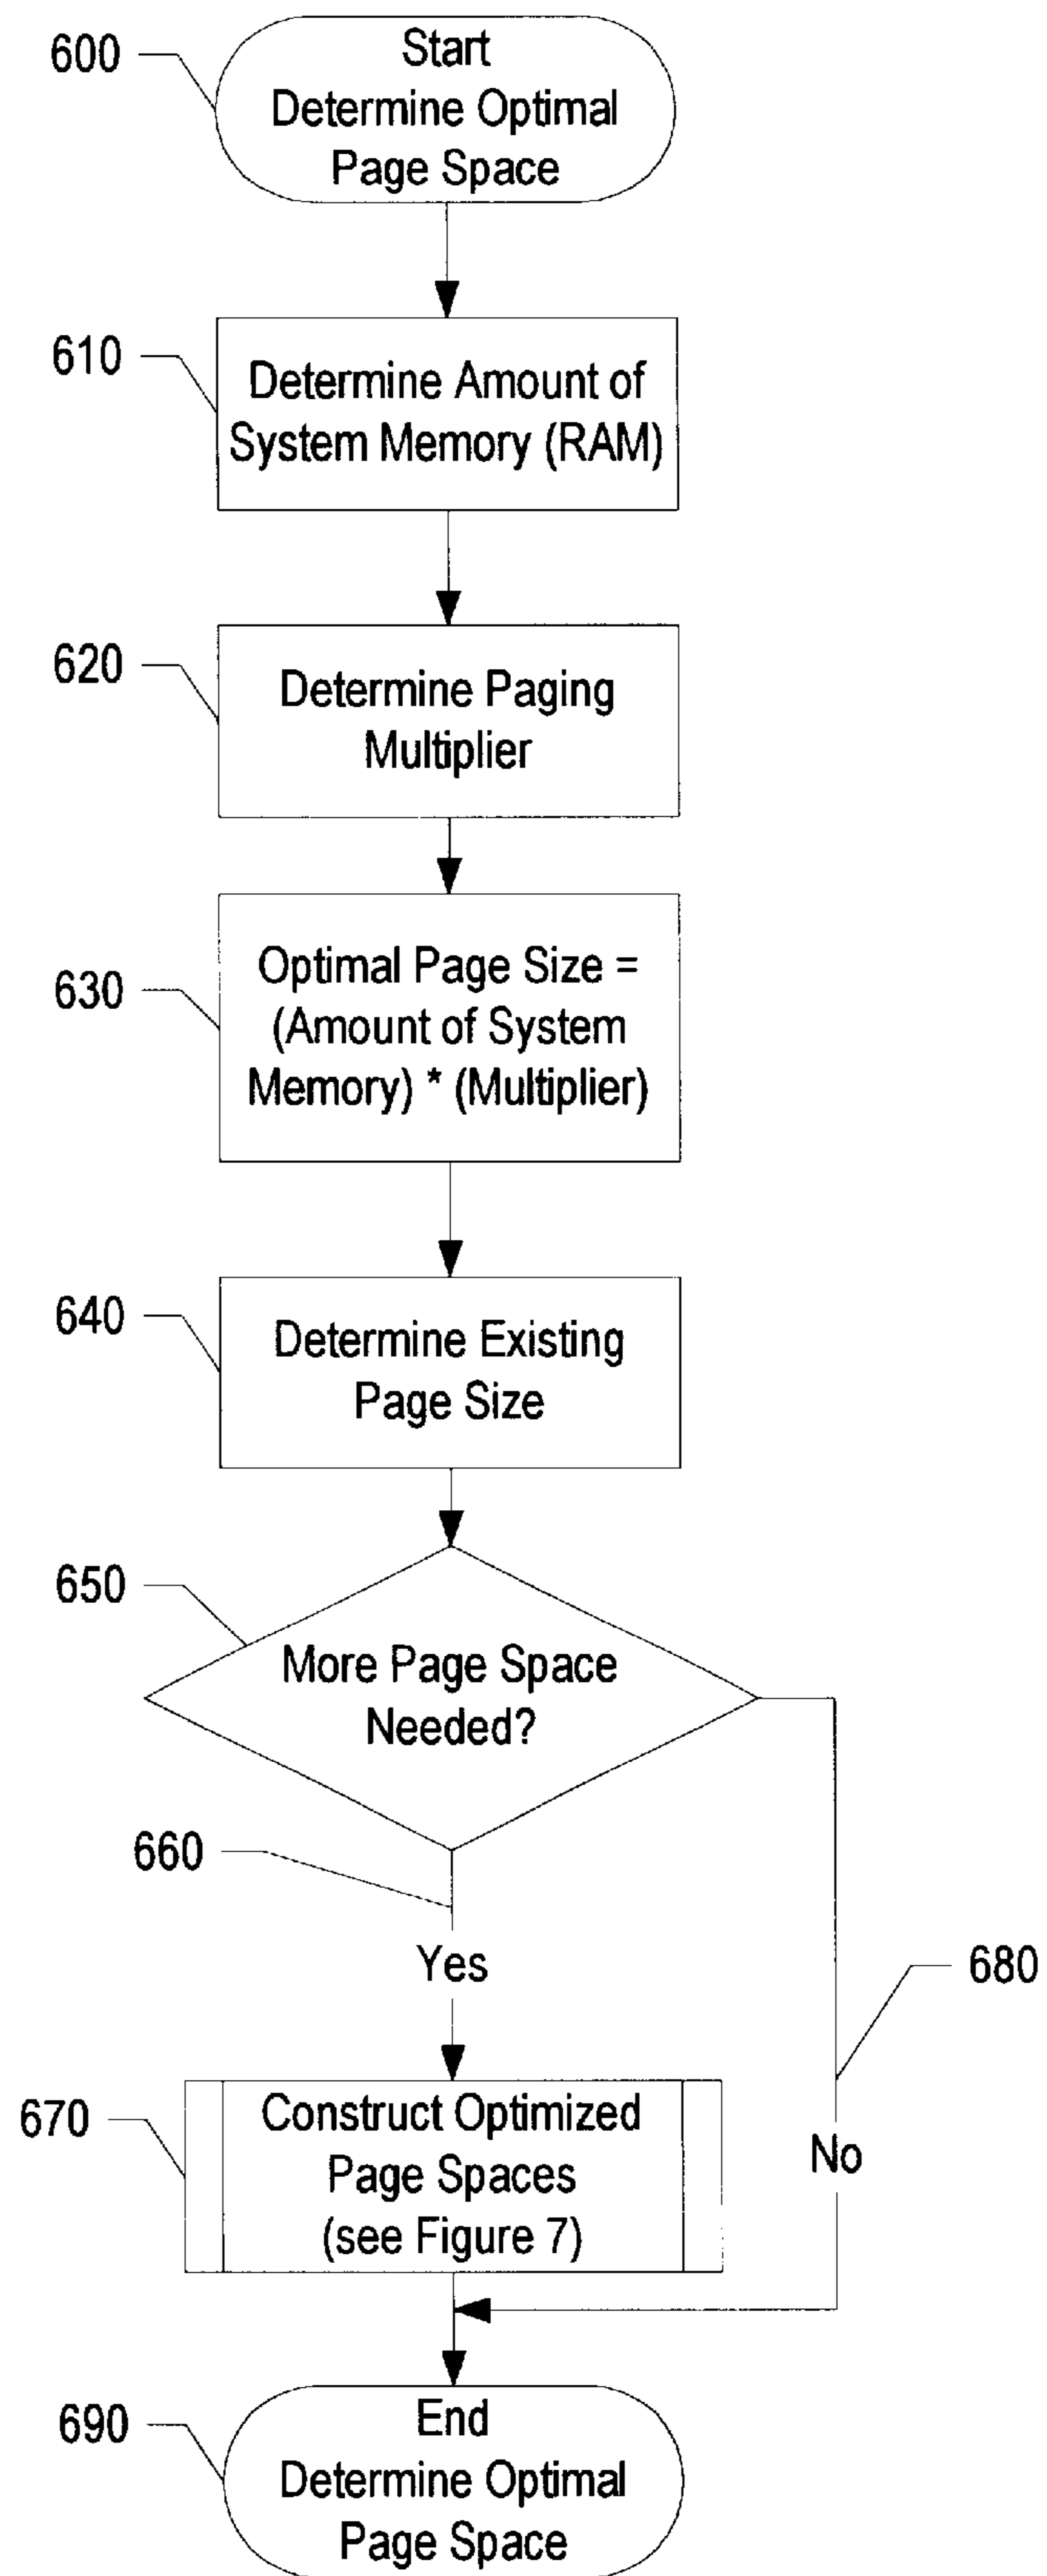 600
Start
Determine Optimal
Page Space
610
Determine Amount of
System Memory (RAM)
620
Determine Paging
Multiplier
630
Optimal Page Size =
(Amount of System
Memory) * (Multiplier)
640
Determine Existing
Page Size
650
More Page Space
Needed?
660
Yes
680
670
Construct Optimized
Page Spaces
(see Figure 7)
No
690
End
Determine Optimal
Page Space